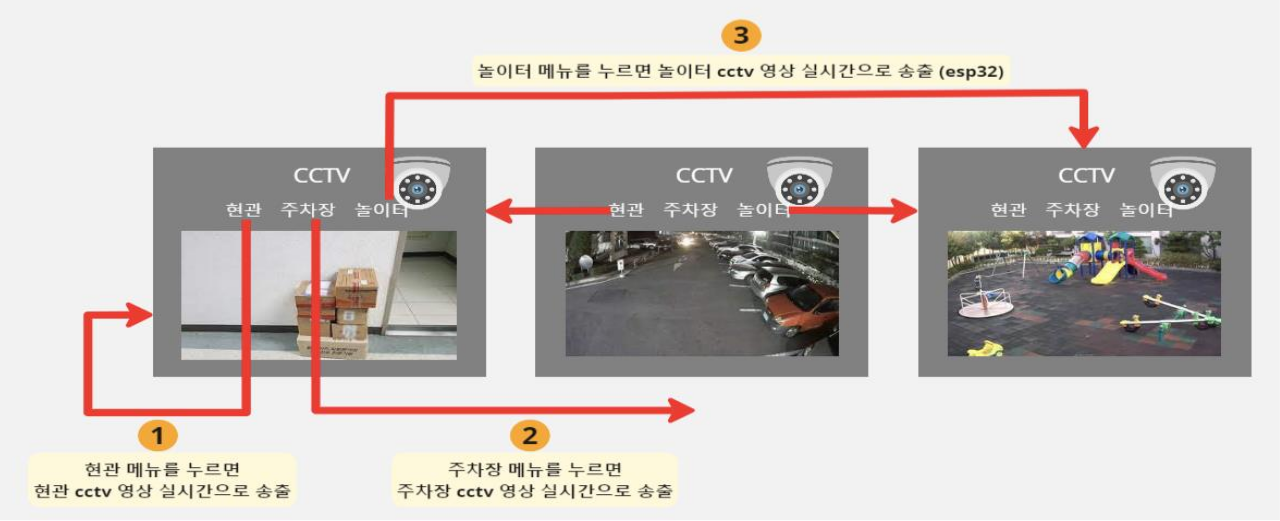 3
놀이터 메뉴를 누르면 놀이터 cctv 영상 실시간으로 송출 (esp32)
CCTV
현관 주차장 놀이터
CCTV
현관 주차장 놀이터
CCTV
현관 주차장 놀이터
1
현관 메뉴를 누르면
현관 cctv 영상 실시간으로 송출
2
주차장 메뉴를 누르면
주차장 cctv 영상 실시간으로 송출